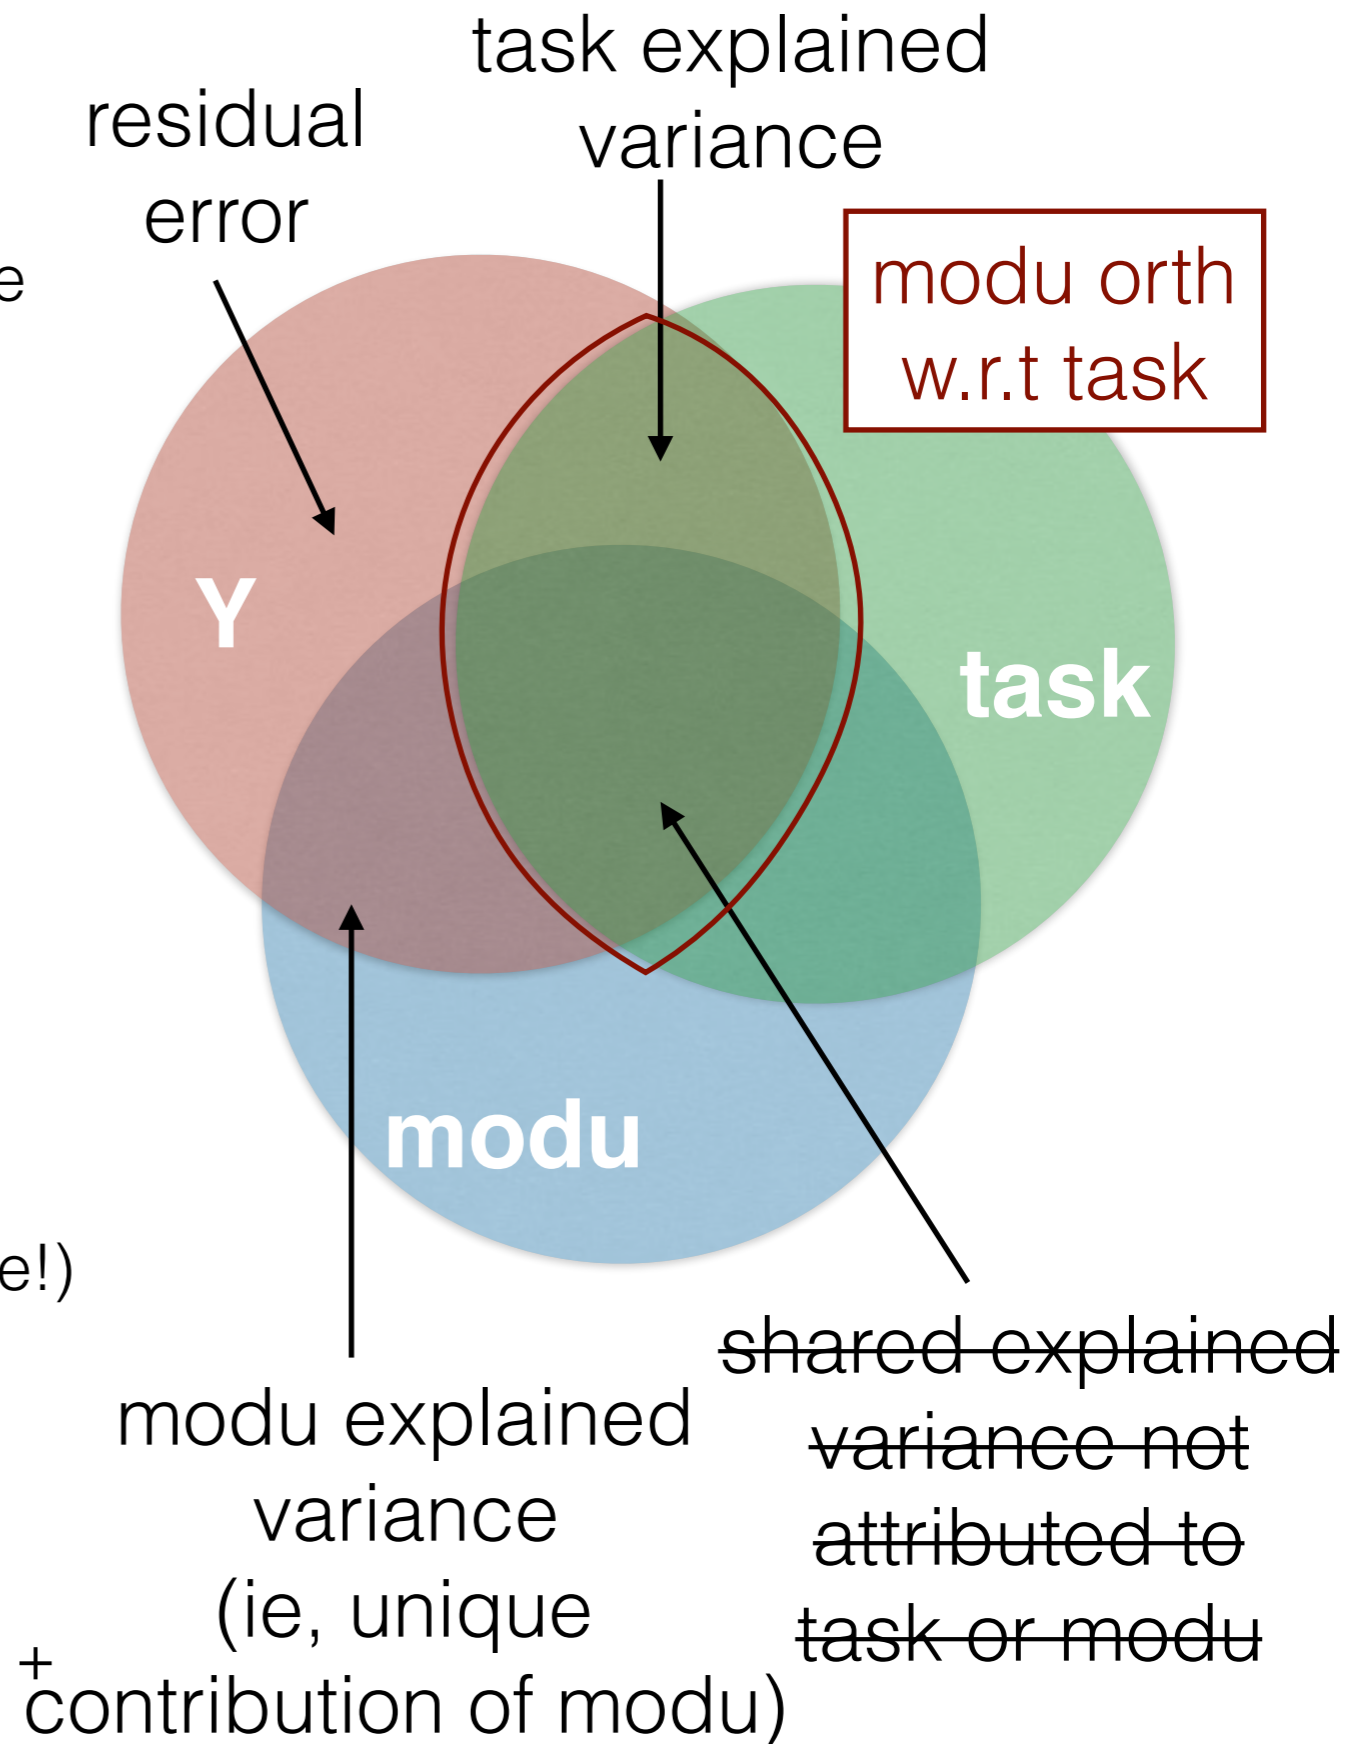 task explained
variance
residual
error
modu orth
w.r.t task
e
Y
task
modu
e!)
shared explained
variance not
attributed to
task or modu
modu explained
variance
(ie, unique
+
contribution of modu)